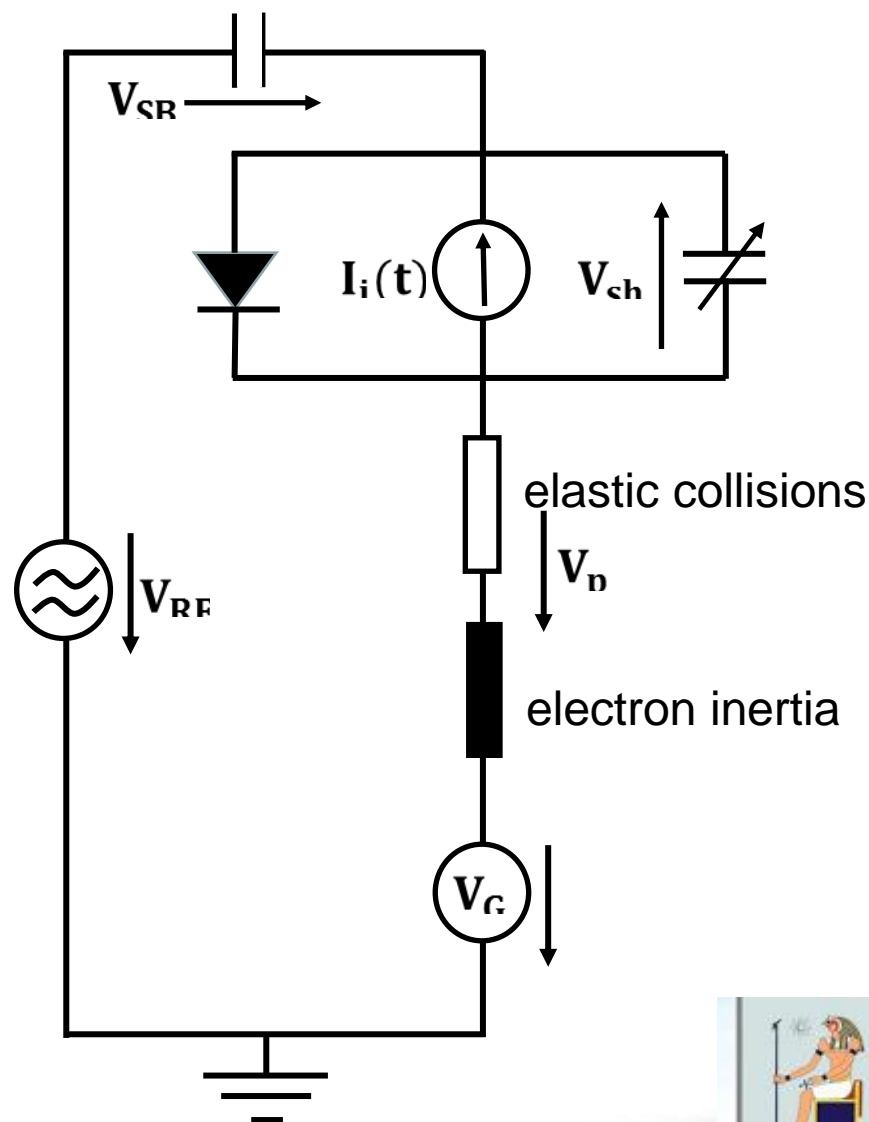 V_SB
I_i(t)
V_sh
elastic collisions
V_p
V_RF
electron inertia
V_G